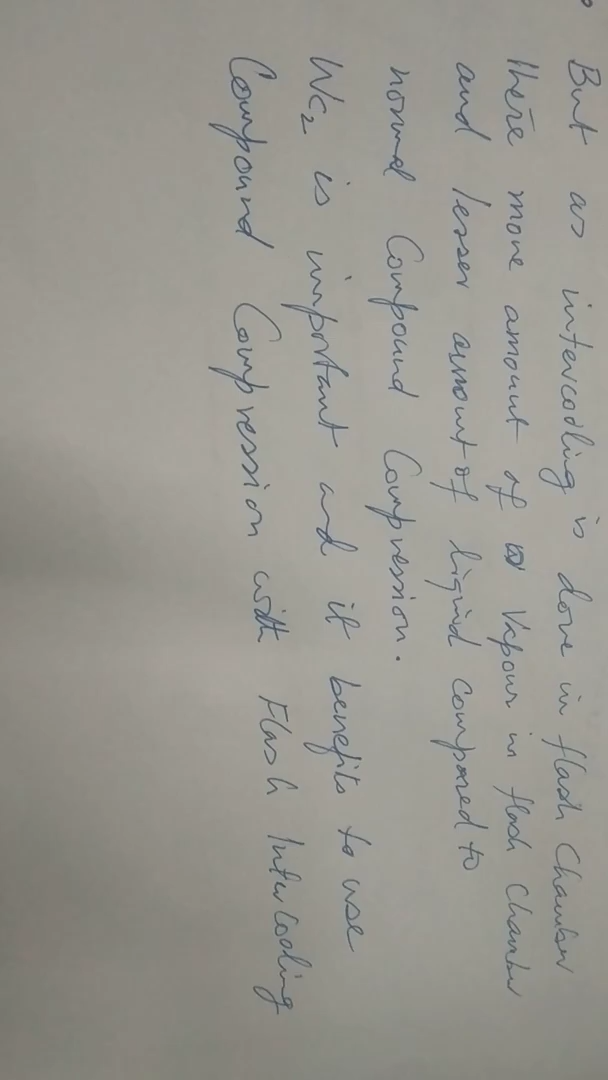 But as intercooling is done in flash Chamber
there more amount of Vapour in flash Chamber
and lesser amount of liquid compared to
normal Compound Compression.
Wc2 is important and it benefits to use
Compound Compression with Flash Intercooling